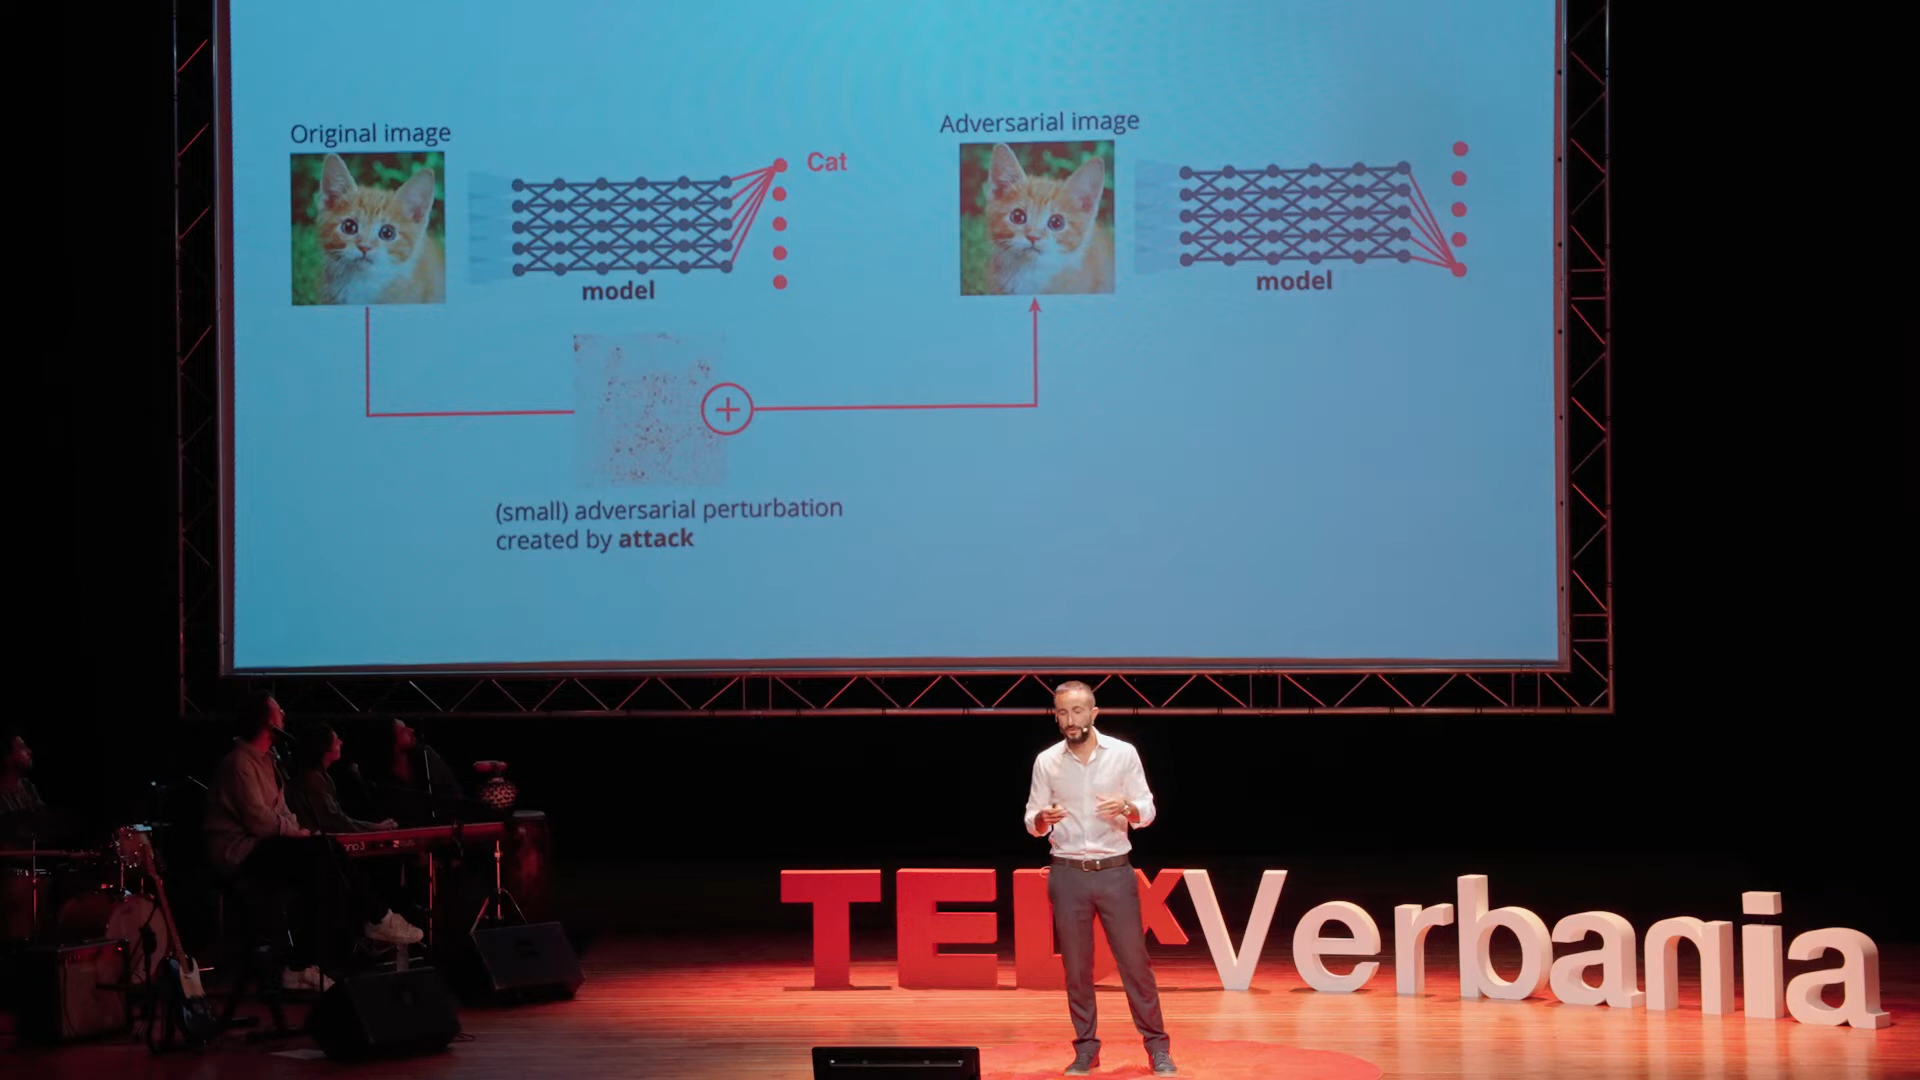 Original image
Adversarial image
Cat
model
model
(small) adversarial perturbation
created by attack
TEDxVerbania